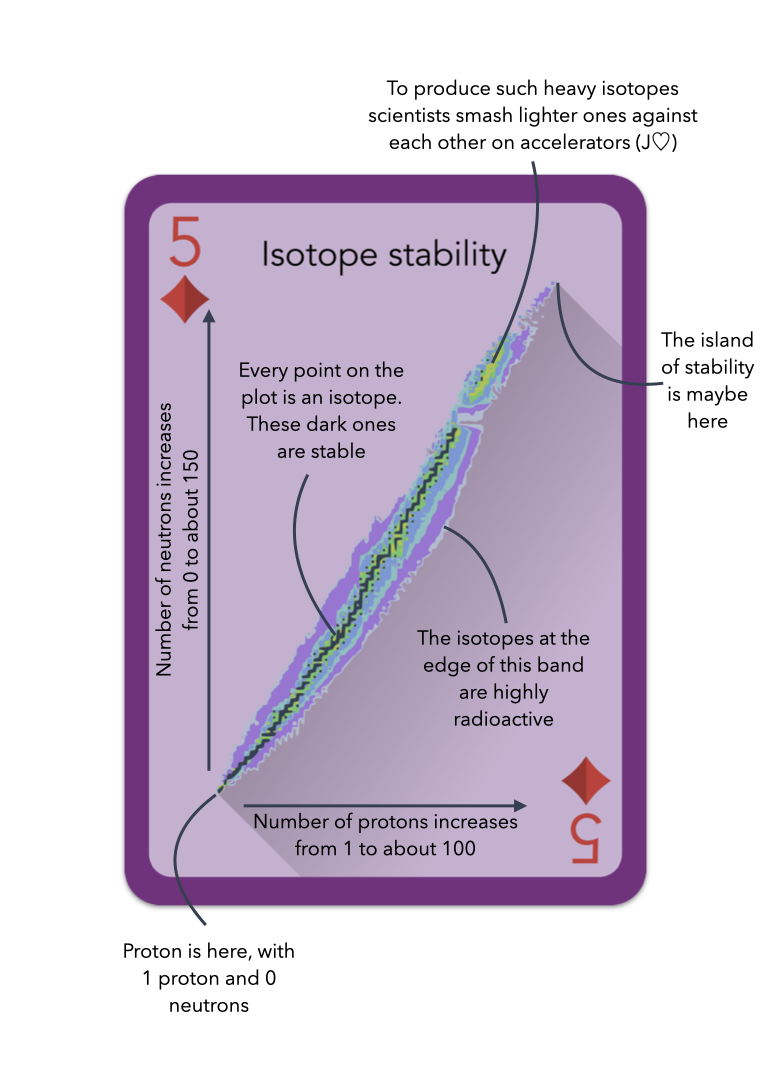 To produce such heavy isotopes
scientists smash lighter ones against
each other on accelerators (J♡)
5
Isotope stability
The island
of stability
is maybe
here
Every point on the
plot is an isotope.
These dark ones
are stable
Number of neutrons increases
from 0 to about 150
The isotopes at the
edge of this band
are highly
radioactive
Number of protons increases
from 1 to about 100
5
Proton is here, with
1 proton and 0
neutrons